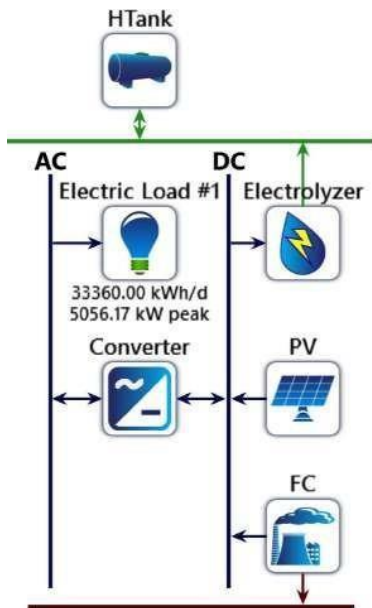 HTank
AC
DC
Electric Load #1
Electrolyzer
33360.00 kWh/d
5056.17 kW peak
Converter
PV
FC